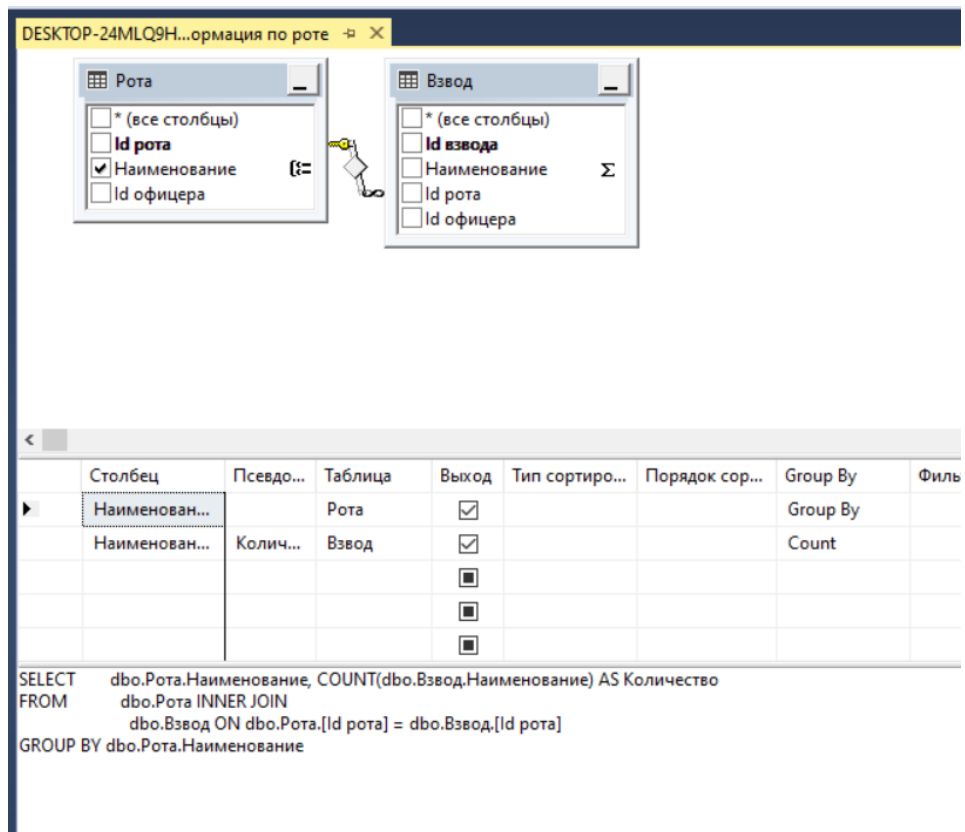 DESKTOP-24MLQ9H...ормация по роте
Рота
* (все столбцы)
Id рота
Наименование
Id офицера
Взвод
* (все столбцы)
Id взвода
Наименование Σ
Id рота
Id офицера
Столбец Псевдо... Таблица Выход Тип сортиро... Порядок сор... Group By Филь
Наименован... Рота Group By
Наименован... Колич... Взвод Count
SELECT dbo.Рота.Наименование, COUNT(dbo.Взвод.Наименование) AS Количество
FROM dbo.Рота INNER JOIN
dbo.Взвод ON dbo.Рота.[Id рота] = dbo.Взвод.[Id рота]
GROUP BY dbo.Рота.Наименование